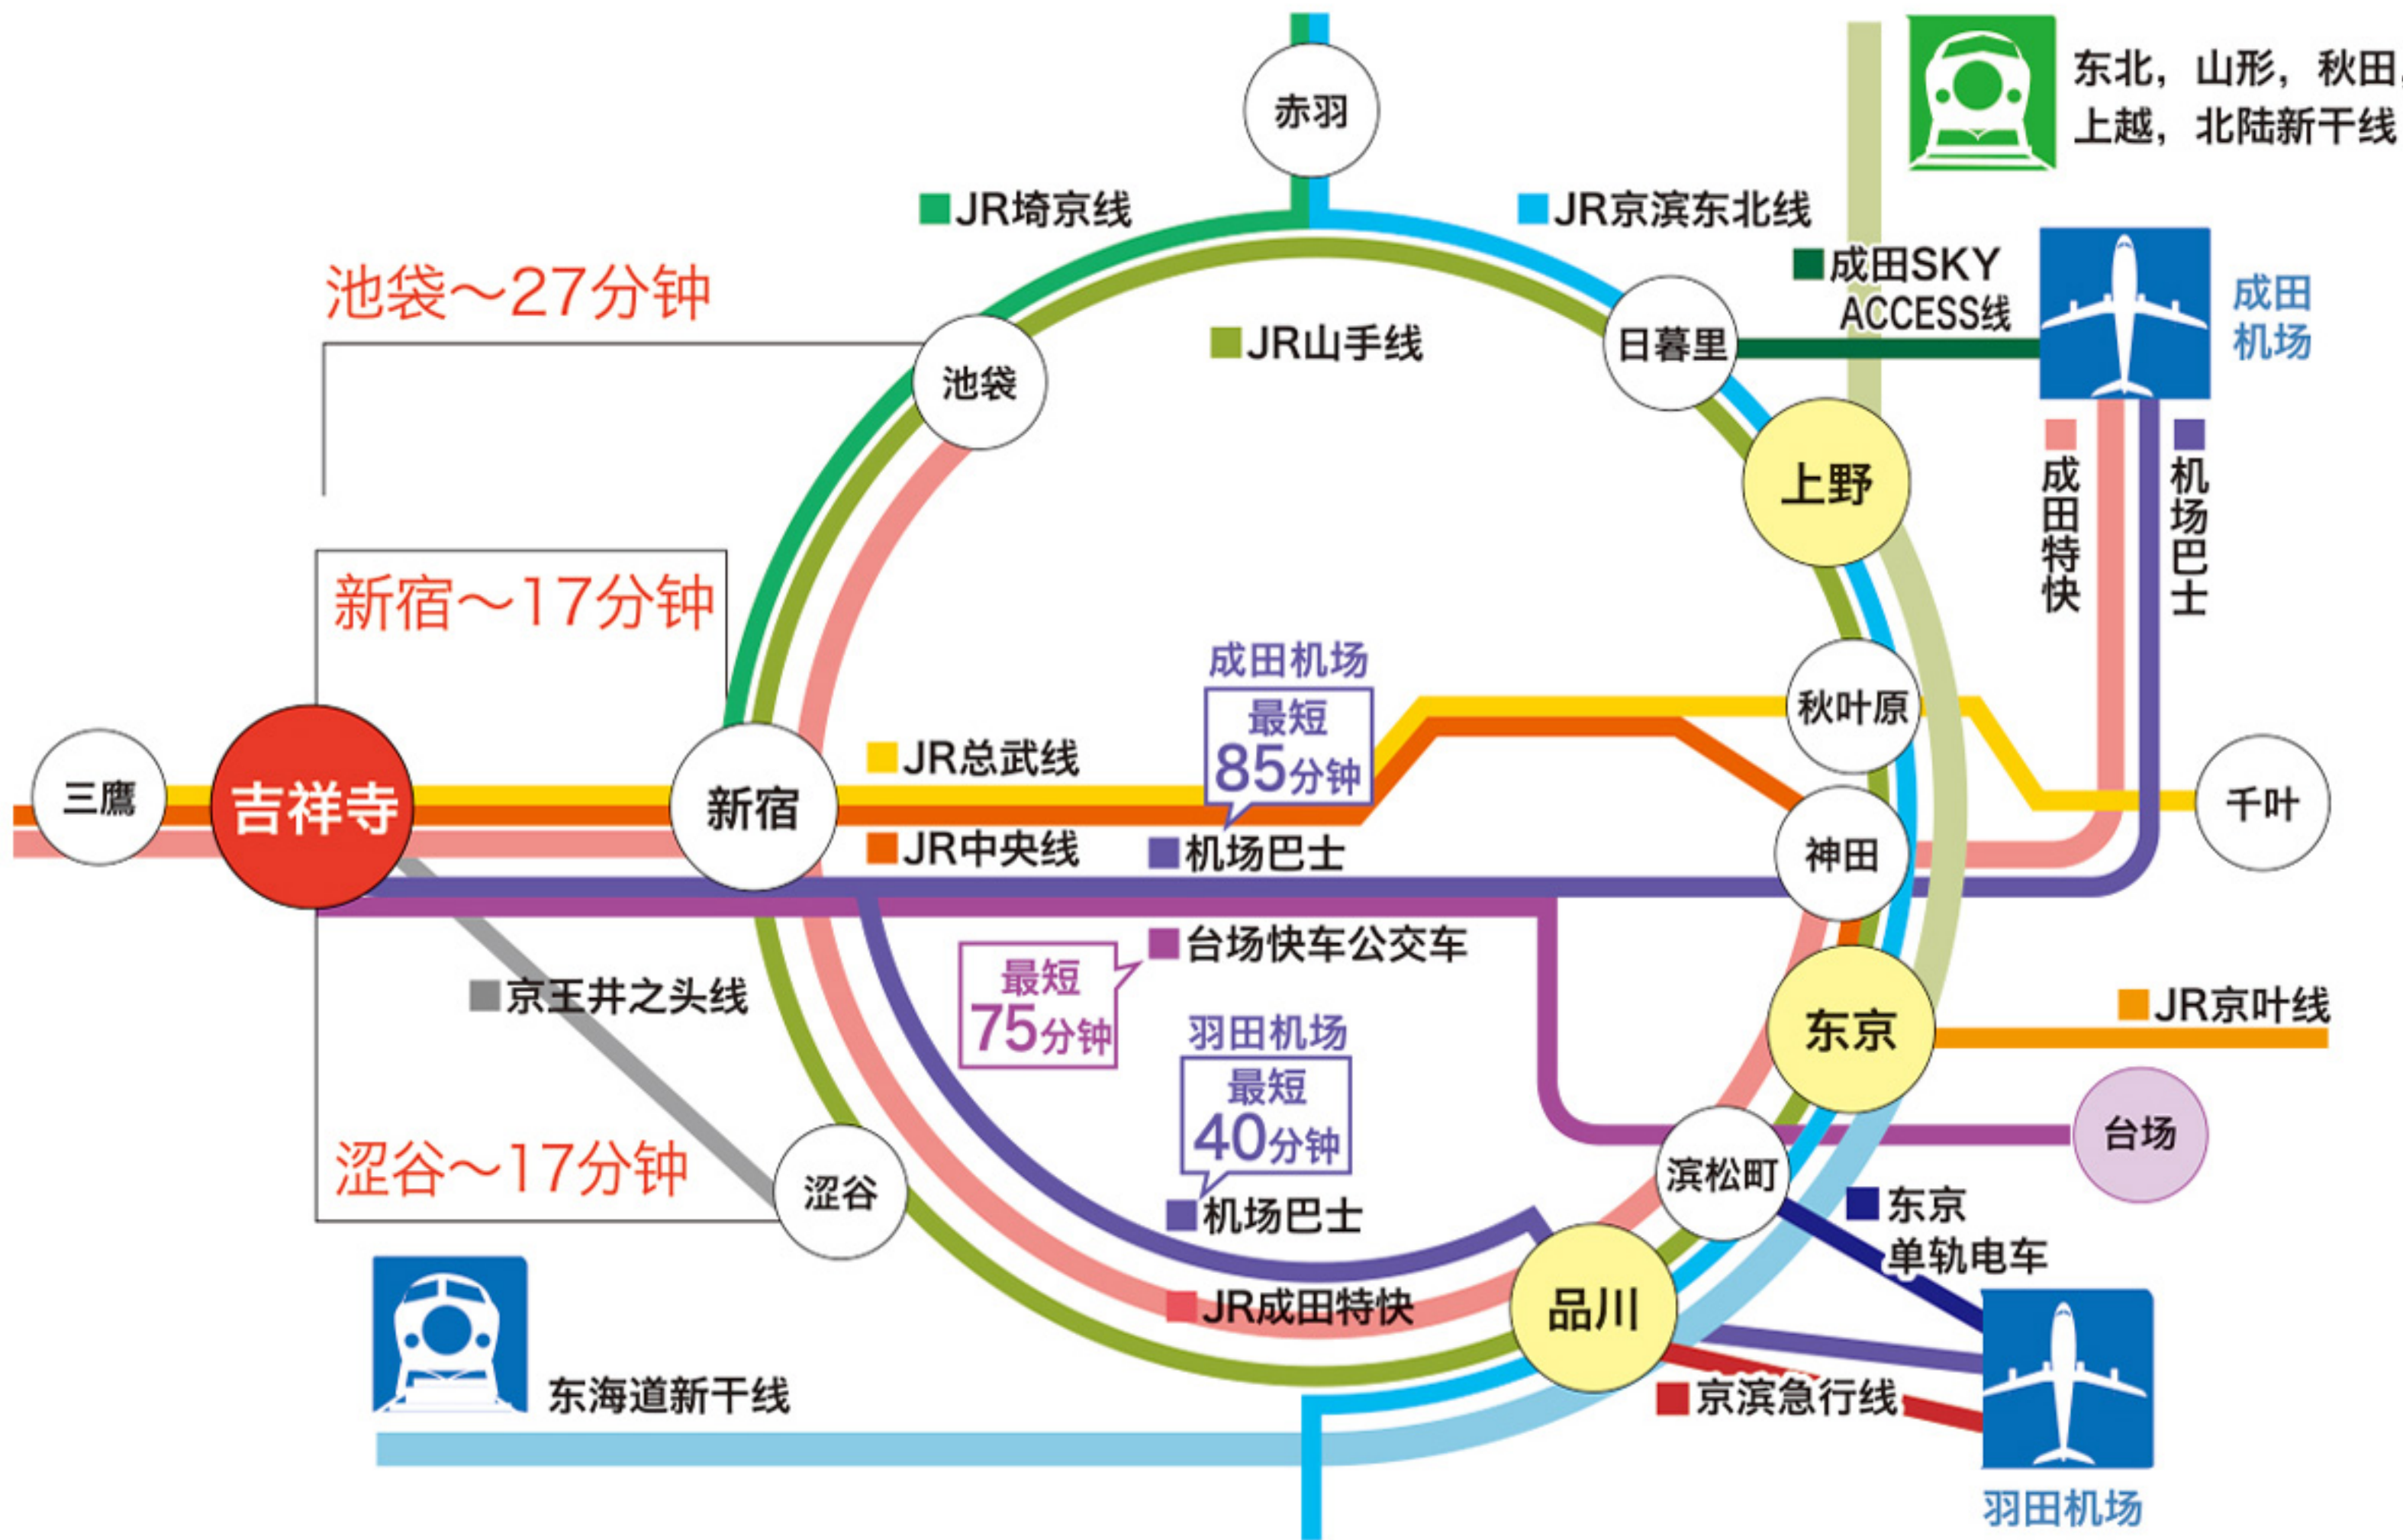 赤羽
东北，山形，秋田，
上越，北陆新干线
JR埼京线
JR京滨东北线
成田SKY
ACCESS线
成田
机场
池袋～27分钟
JR山手线
日暮里
池袋
上野
成田特快
机场巴士
新宿～17分钟
成田机场
最短
85分钟
秋叶原
三鷹
吉祥寺
新宿
JR总武线
千叶
JR中央线
机场巴士
神田
台场快车公交车
最短
75分钟
京王井之头线
羽田机场
最短
40分钟
东京
JR京叶线
台场
涩谷～17分钟
涩谷
机场巴士
滨松町
东京
单轨电车
JR成田特快
品川
东海道新干线
京滨急行线
羽田机场